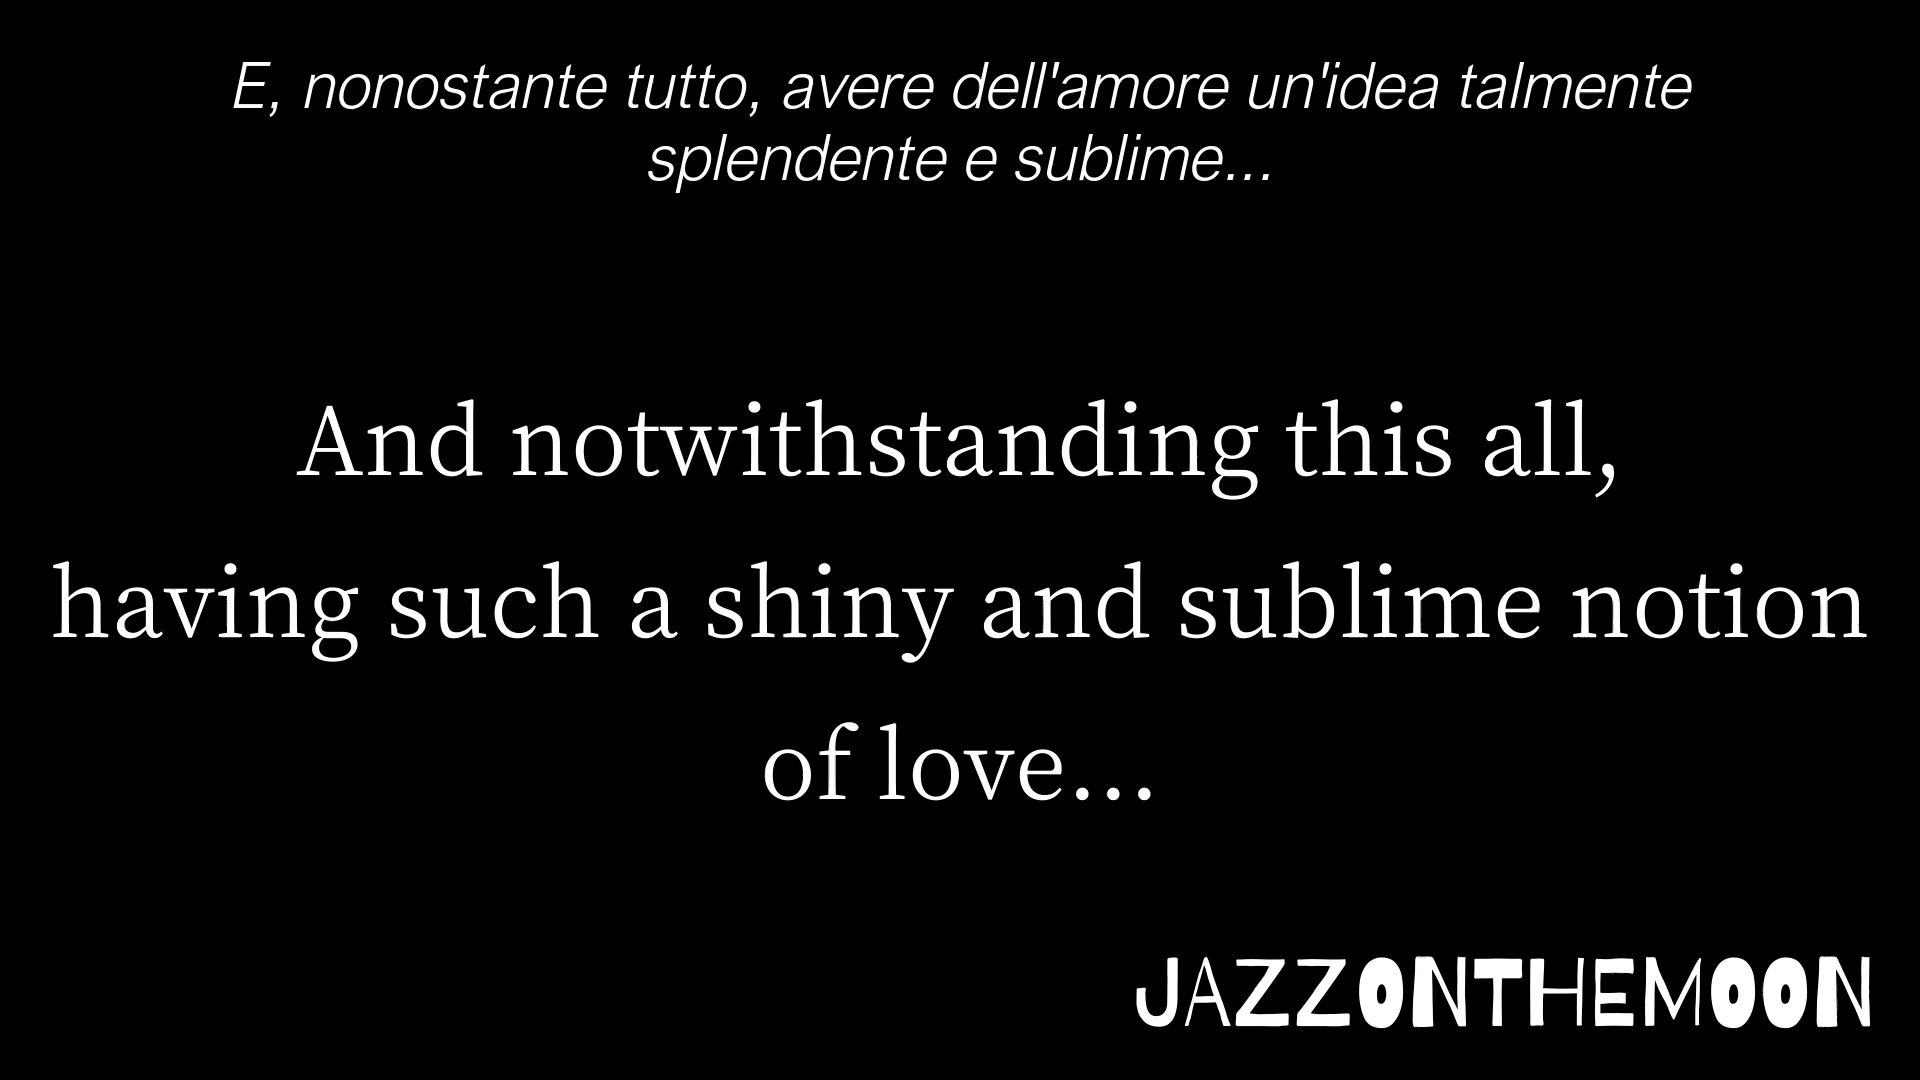 E, nonostante tutto, avere dell'amore un'idea talmente
splendente e sublime...
And notwithstanding this all,
having such a shiny and sublime notion
of love...
JAZZONTHEMOON